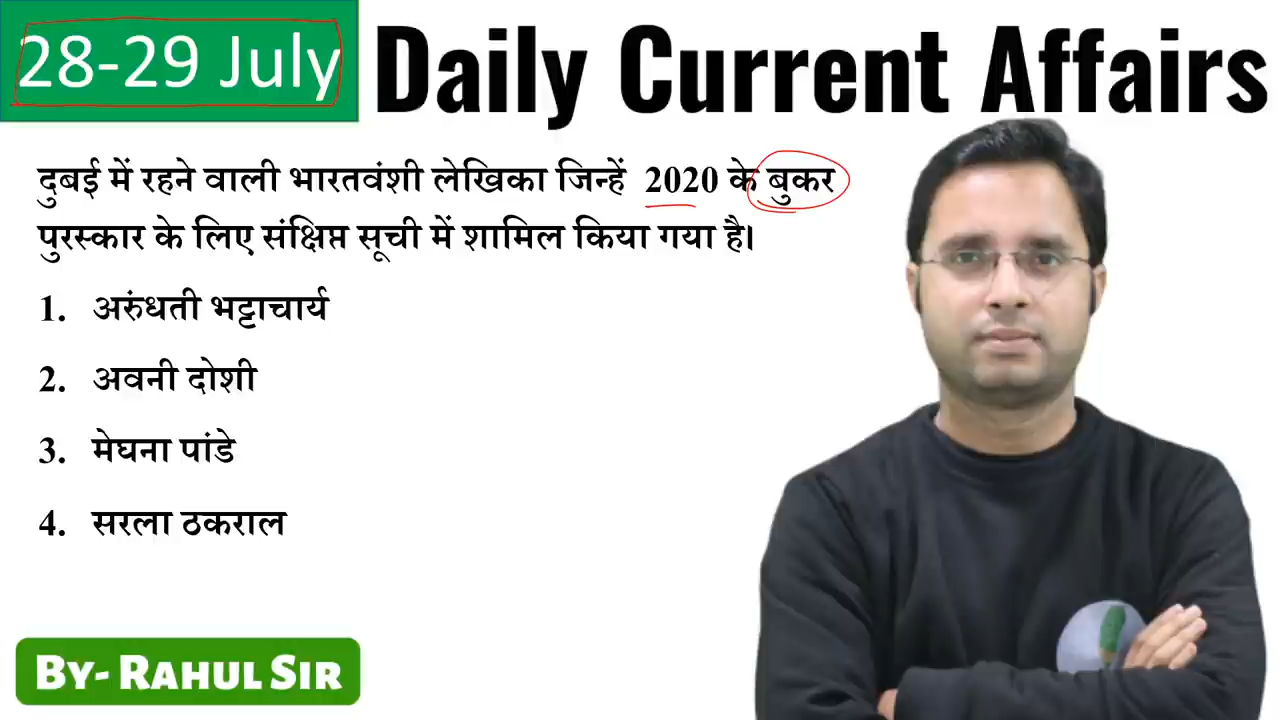 28-29 July
Daily Current Affairs
दुबई में रहने वाली भारतवंशी लेखिका जिन्हें 2020 के बुकर
पुरस्कार के लिए संक्षिप्त सूची में शामिल किया गया है।
1. अरुंधती भट्टाचार्य
2. अवनी दोशी
3. मेघना पांडे
4. सरला ठकराल
By- Rahul Sir